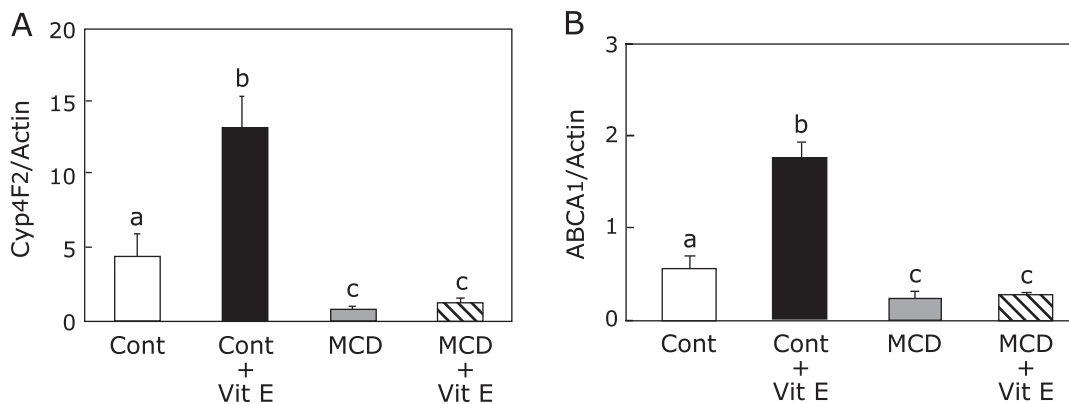 A
Cyp4F2/Actin
20
15
10
5
0
a
b
c
c
Cont
Cont
+
Vit E
MCD
MCD
+
Vit E
B
ABCA1/Actin
3
2
1
0
a
b
c
c
Cont
Cont
+
Vit E
MCD
MCD
+
Vit E